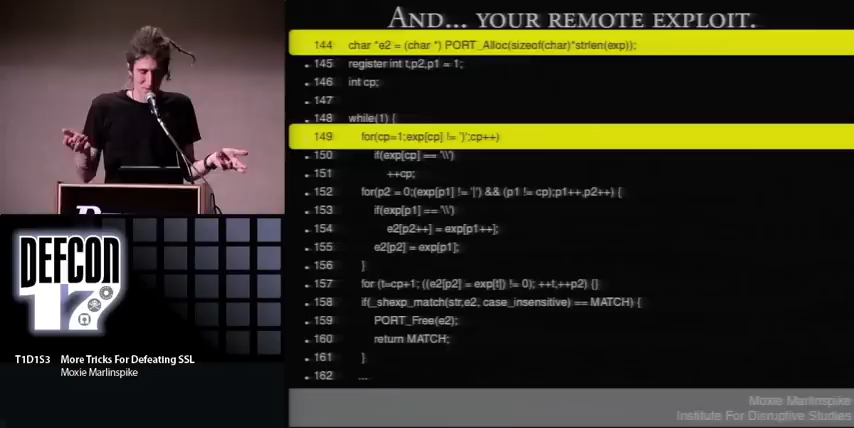 AND... YOUR REMOTE EXPLOIT.
144 char *e2 = (char *) PORT_Alloc(sizeof(char)*strlen(exp));
145 register int t,p2,p1 = 1;
146 int cp;
147
148 while(1) {
149 for(cp=1;exp[cp] != ')';cp++)
150 if(exp[cp] == '\\')
151 ++cp;
152 for(p2 = 0;(exp[p1] != '|') && (p1 != cp);p1++,p2++) {
153 if(exp[p1] == '\\')
154 e2[p2++] = exp[p1++];
155 e2[p2] = exp[p1];
156 }
157 for (t=cp+1; ((e2[p2] = exp[t]) != 0); ++t,++p2) {}
158 if(_shexp_match(str,e2, case_insensitive) == MATCH) {
159 PORT_Free(e2);
160 return MATCH;
161 }
162 ...
Moxie Marlinspike
Institute For Disruptive Studies
DEFCON
17
T1D1S3 More Tricks For Defeating SSL
Moxie Marlinspike